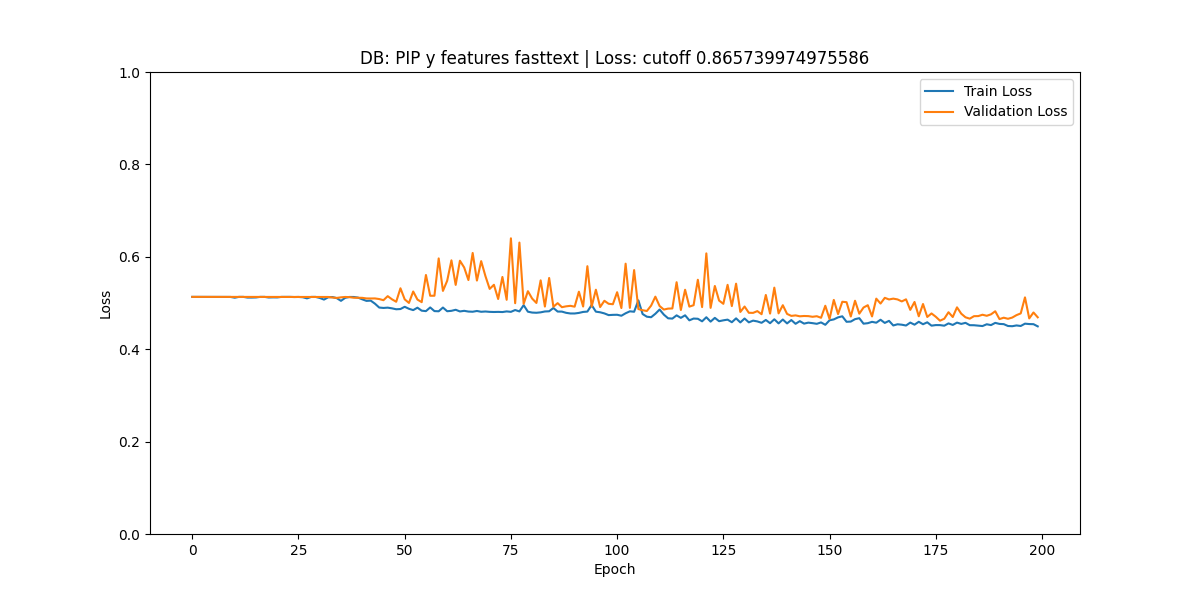 DB: PIP y features fasttext | Loss: cutoff 0.865739974975586
Train Loss
Validation Loss
1.0
0.8
0.6
0.4
0.2
0.0
Loss
0 25 50 75 100 125 150 175 200
Epoch